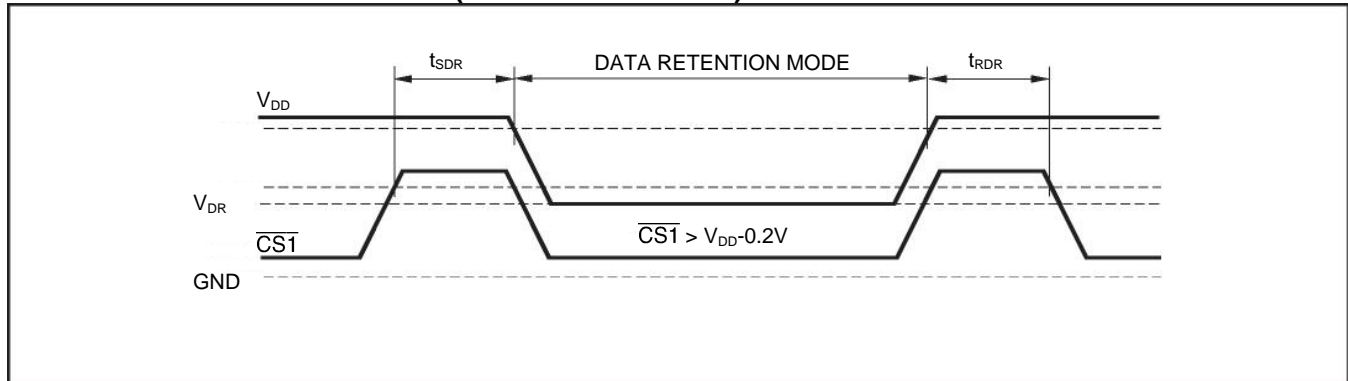 tSDR DATA RETENTION MODE tRDR
VDD
VDR
CS1 > VDD-0.2V
CS1
GND